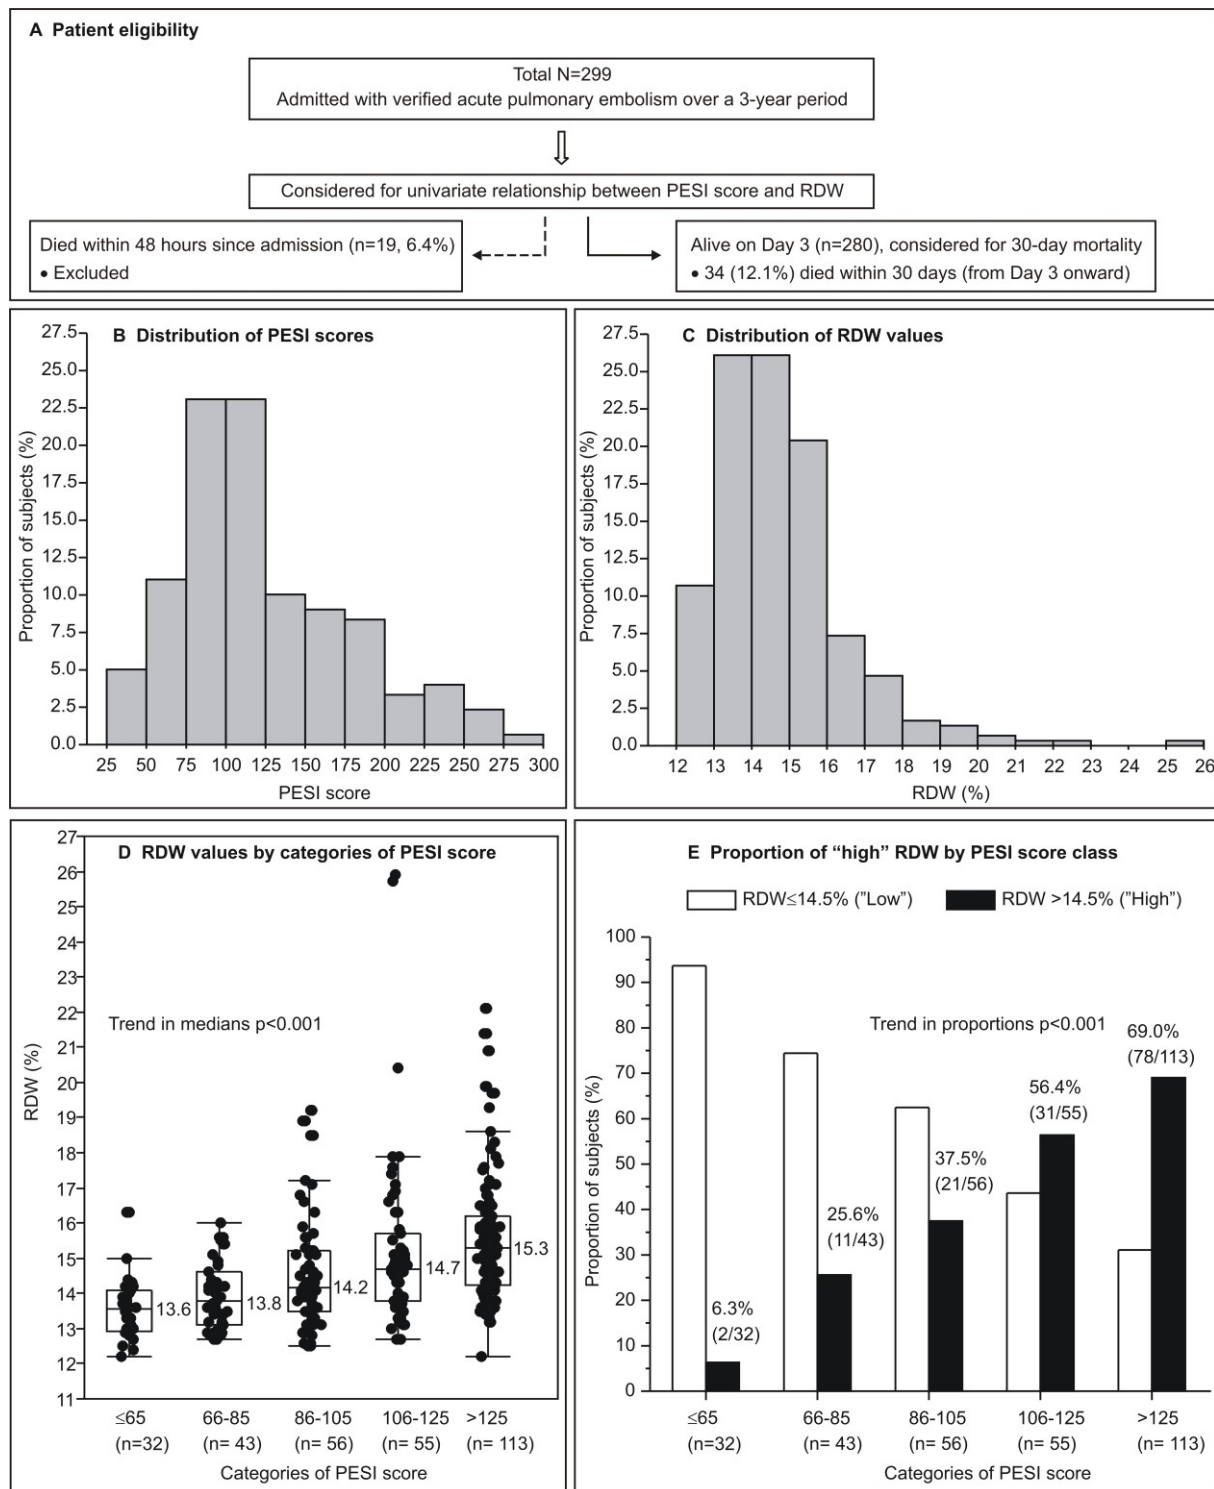 A Patient eligibility
Total N=299
Admitted with verified acute pulmonary embolism over a 3-year period
Considered for univariate relationship between PESI score and RDW
Died within 48 hours since admission (n=19, 6.4%)
• Excluded
Alive on Day 3 (n=280), considered for 30-day mortality
• 34 (12.1%) died within 30 days (from Day 3 onward)
B Distribution of PESI scores
Proportion of subjects (%)
27.5
25.0
22.5
20.0
17.5
15.0
12.5
10.0
7.5
5.0
2.5
0.0
25 50 75 100 125 150 175 200 225 250 275 300
PESI score
C Distribution of RDW values
Proportion of subjects (%)
27.5
25.0
22.5
20.0
17.5
15.0
12.5
10.0
7.5
5.0
2.5
0.0
12 13 14 15 16 17 18 19 20 21 22 23 24 25 26
RDW (%)
D RDW values by categories of PESI score
RDW (%)
27
26
25
24
23
22
21
20
19
18
17
16
15
14
13
12
11
Trend in medians p<0.001
13.6
13.8
14.2
14.7
15.3
≤65 66-85 86-105 106-125 >125
(n=32) (n= 43) (n= 56) (n= 55) (n= 113)
Categories of PESI score
E Proportion of “high” RDW by PESI score class
RDW≤14.5% ("Low") RDW >14.5% ("High")
Proportion of subjects (%)
100
90
80
70
60
50
40
30
20
10
0
Trend in proportions p<0.001
6.3%
(2/32)
25.6%
(11/43)
37.5%
(21/56)
56.4%
(31/55)
69.0%
(78/113)
≤65 66-85 86-105 106-125 >125
(n=32) (n= 43) (n= 56) (n= 55) (n= 113)
Categories of PESI score